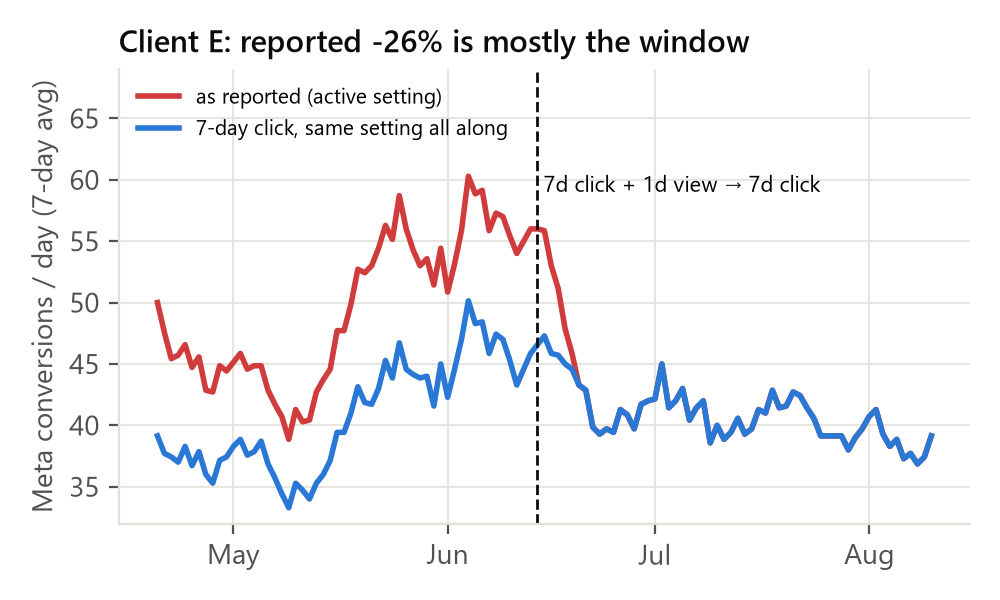 Client E: reported -26% is mostly the window
as reported (active setting)
7-day click, same setting all along
7d click + 1d view → 7d click
Meta conversions / day (7-day avg)
65
60
55
50
45
40
35
May
Jun
Jul
Aug